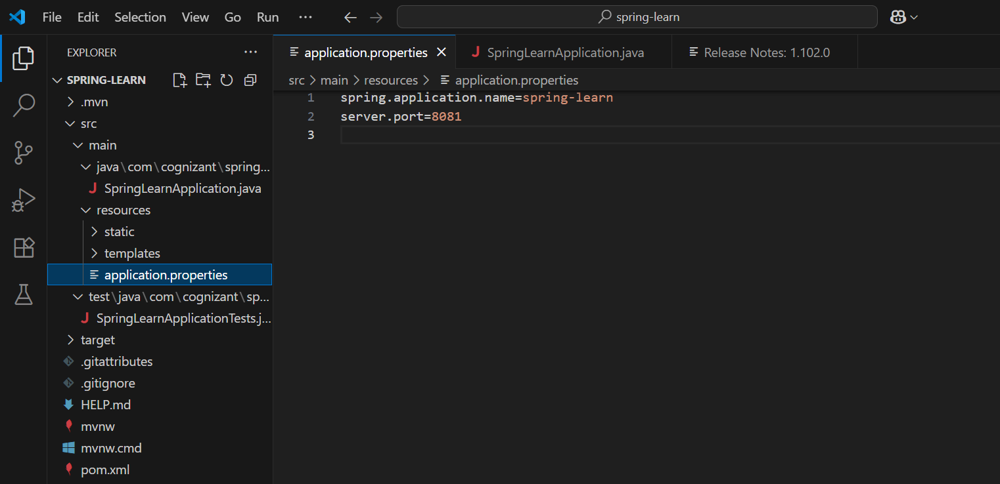 File Edit Selection View Go Run ...
spring-learn
EXPLORER
SPRING-LEARN
.mvn
src
main
java\com\cognizant\spring...
SpringLearnApplication.java
resources
static
templates
application.properties
test\java\com\cognizant\sp...
SpringLearnApplicationTests.j...
target
.gitattributes
.gitignore
HELP.md
mvnw
mvnw.cmd
pom.xml
application.properties
SpringLearnApplication.java
Release Notes: 1.102.0
src > main > resources > application.properties
1 spring.application.name=spring-learn
2 server.port=8081
3